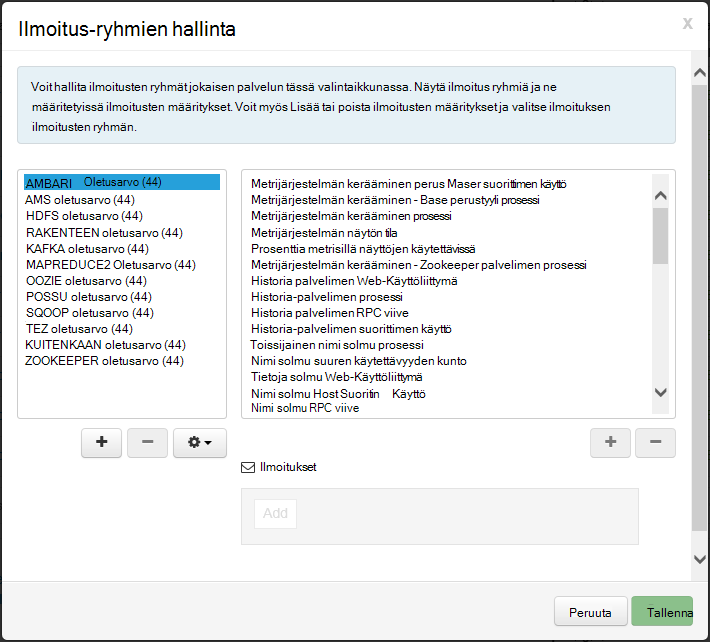 Ilmoitus-ryhmien hallinta
x
Voit hallita ilmoitusten ryhmät jokaisen palvelun tässä valintaikkunassa. Näytä ilmoitus ryhmiä ja ne
määritetyissä ilmoitusten määritykset. Voit myös Lisää tai poista ilmoitusten määritykset ja valitse ilmoituksen
ilmoitusten ryhmän.
AMBARI Oletusarvo (44)
AMS oletusarvo (44)
HDFS oletusarvo (44)
RAKENTEEN oletusarvo (44)
KAFKA oletusarvo (44)
MAPREDUCE2 Oletusarvo (44)
OOZIE oletusarvo (44)
POSSU oletusarvo (44)
SQOOP oletusarvo (44)
TEZ oletusarvo (44)
KUITENKAAN oletusarvo (44)
ZOOKEEPER oletusarvo (44)
Metrijärjestelmän kerääminen perus Maser suorittimen käyttö
Metrijärjestelmän kerääminen - Base perustyyli prosessi
Metrijärjestelmän kerääminen prosessi
Metrijärjestelmän näytön tila
Prosenttia metrisillä näyttöjen käytettävissä
Metrijärjestelmän kerääminen - Zookeeper palvelimen prosessi
Historia palvelimen Web-Käyttöliittymä
Historia-palvelimen prosessi
Historia palvelimen RPC viive
Historia-palvelimen suorittimen käyttö
Toissijainen nimi solmu prosessi
Nimi solmu suuren käytettävyyden kunto
Tietoja solmu Web-Käyttöliittymä
Nimi solmu Host Suoritin Käyttö
Nimi solmu RPC viive
Ilmoitukset
Add
Peruuta
Tallenna